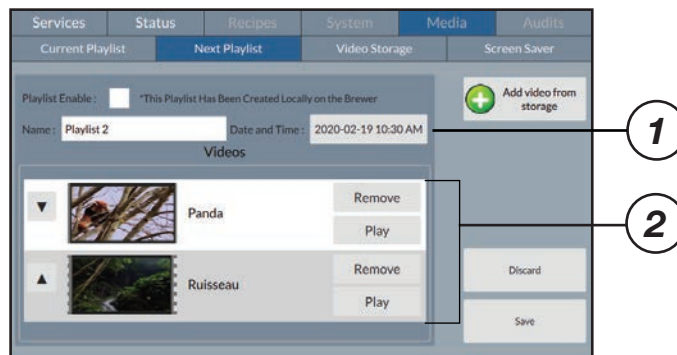 Services Status Recipes System Media Audits
Current Playlist Next Playlist Video Storage Screen Saver
Playlist Enable : *This Playlist Has Been Created Locally on the Brewer
Add video from
storage
Name : Playlist 2 Date and Time : 2020-02-19 10:30 AM
1
Videos
▼ Panda Remove
Play
2
▲ Ruisseau Remove
Play
Discard
Save